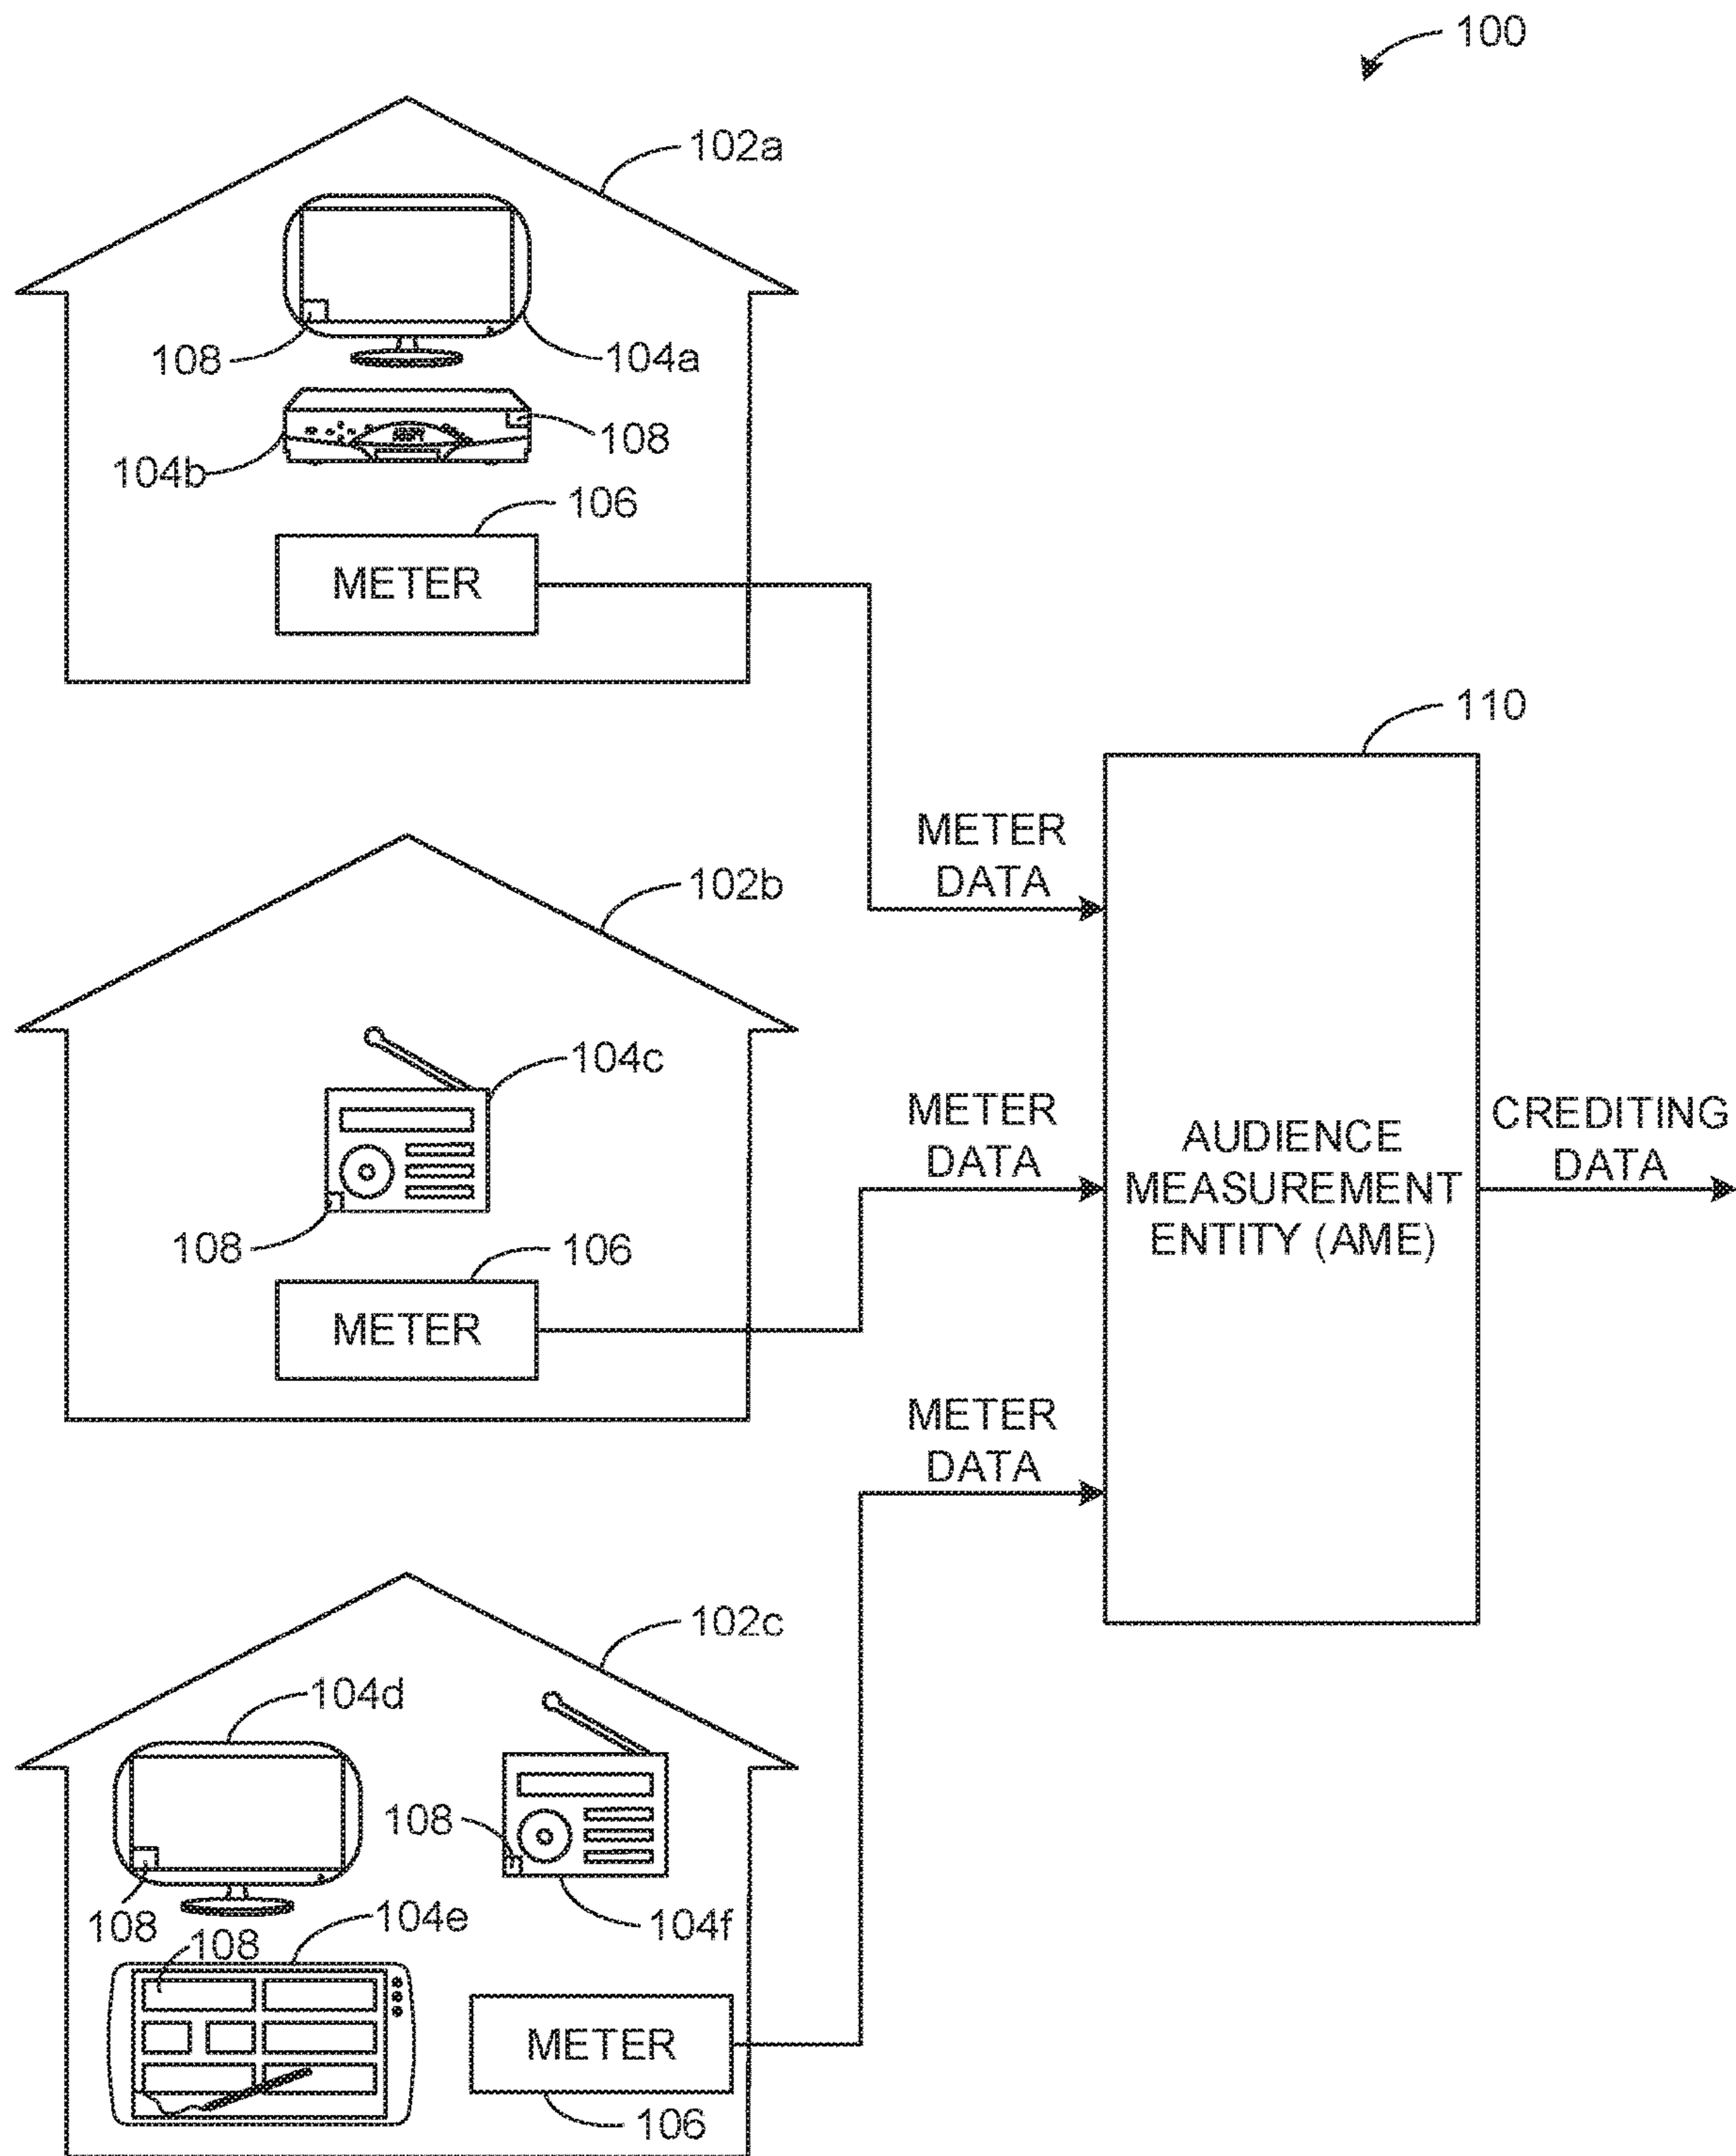 100
102a
108
104a
108
104b
106
METER
110
METER
DATA
102b
104c
METER
DATA
CREDITING
DATA
AUDIENCE
MEASUREMENT
ENTITY (AME)
108
106
METER
METER
DATA
102c
104d
108
108
104f
104e
108
METER
106